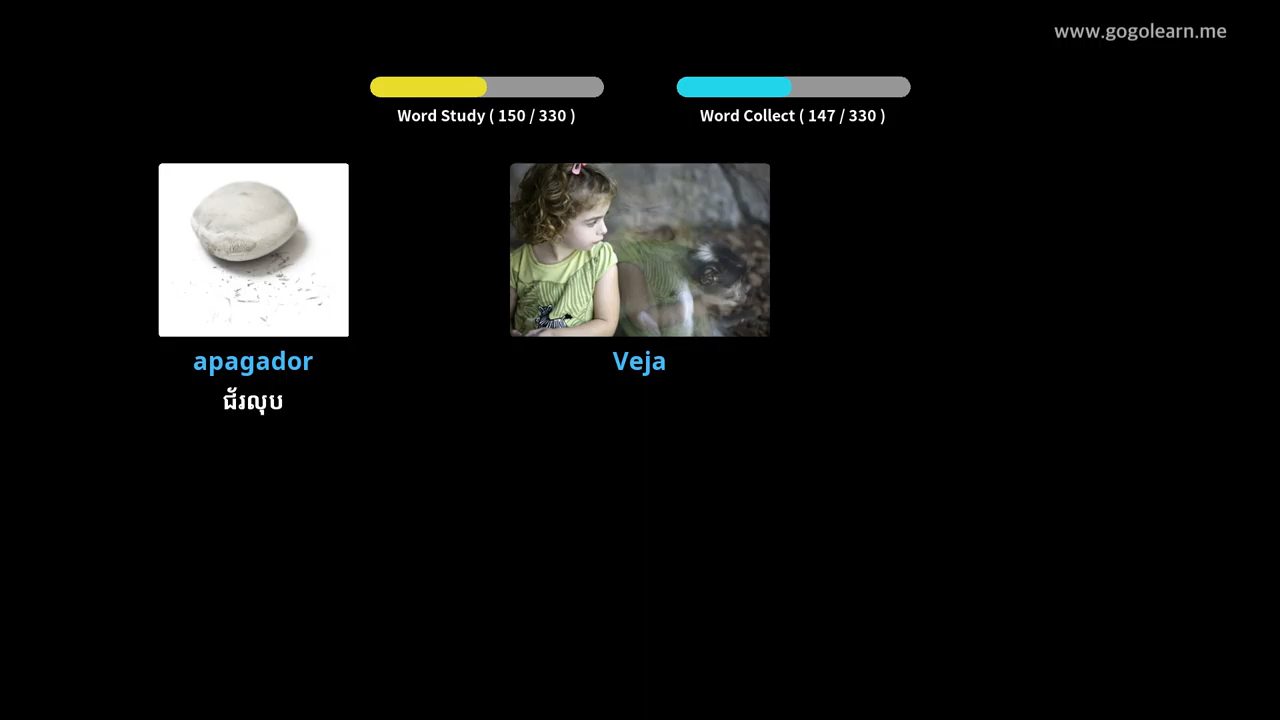 www.gogolearn.me
Word Study ( 150 / 330 )
Word Collect ( 147 / 330 )
apagador
ជ័រលុប
Veja